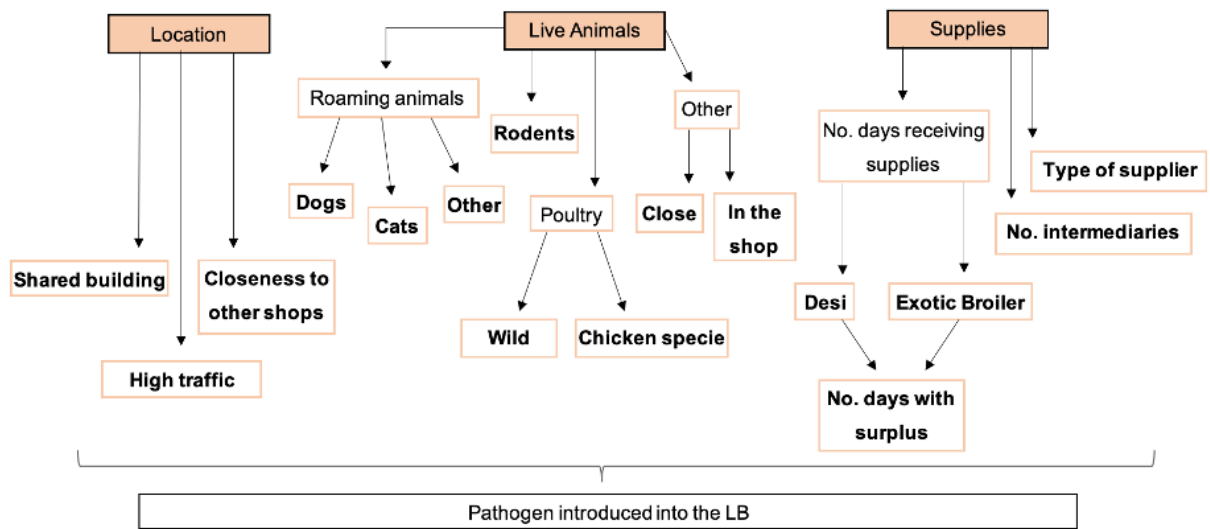 Location
Live Animals
Supplies
Roaming animals
Rodents
Other
No. days receiving
supplies
Type of supplier
Dogs
Cats
Other
Poultry
Close
In the
shop
No. intermediaries
Shared building
Closeness to
other shops
High traffic
Wild
Chicken specie
Desi
Exotic Broiler
No. days with
surplus
Pathogen introduced into the LB